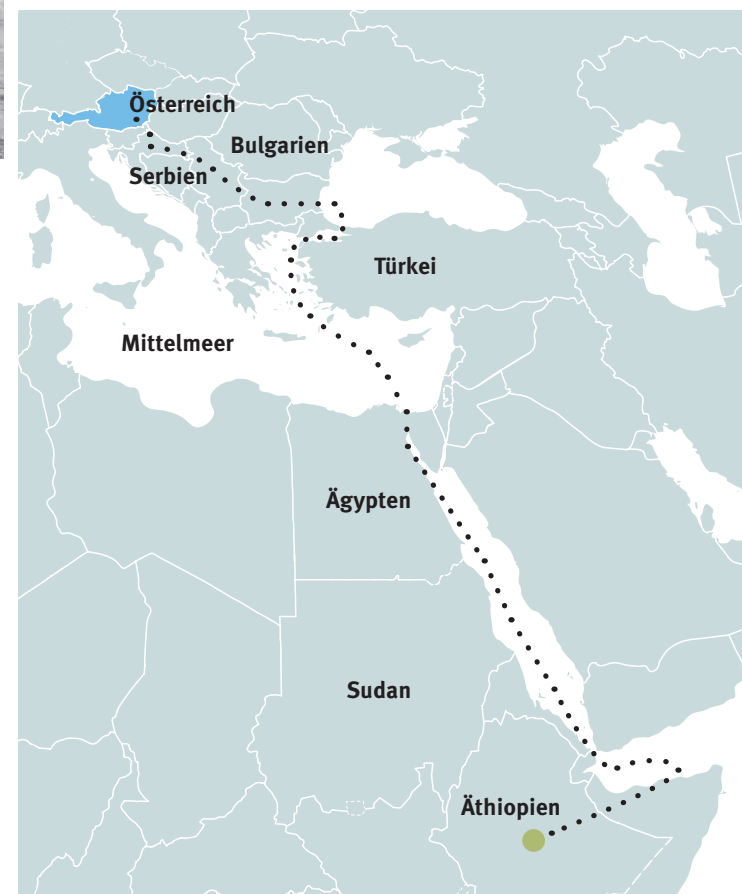 Österreich
Bulgarien
Serbien
Türkei
Mittelmeer
Ägypten
Sudan
Äthiopien